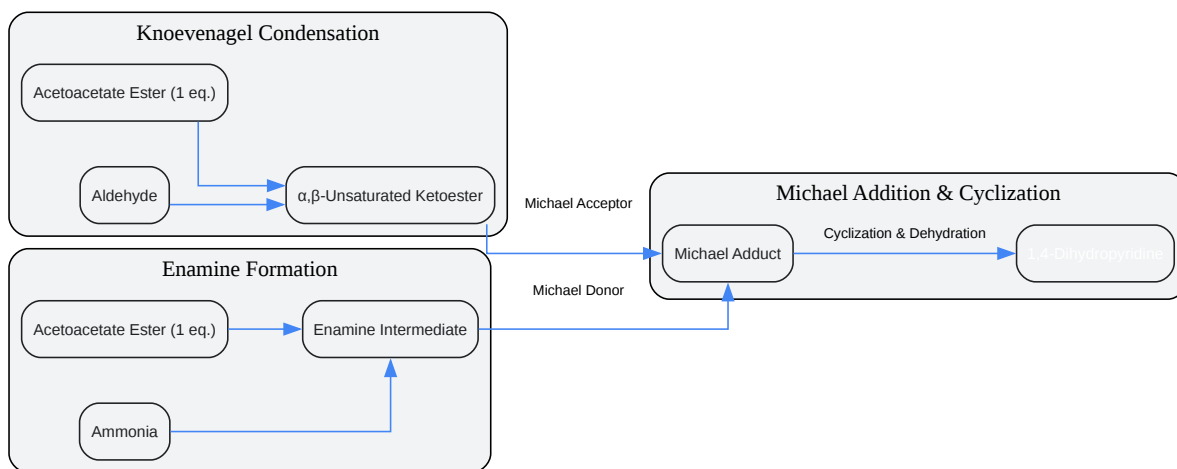 Knoevenagel Condensation
Acetoacetate Ester (1 eq.)
Aldehyde
α,β-Unsaturated Ketoester
Enamine Formation
Acetoacetate Ester (1 eq.)
Enamine Intermediate
Ammonia
Michael Acceptor
Michael Donor
Michael Addition & Cyclization
Michael Adduct
Cyclization & Dehydration
1,4-Dihydropyridine